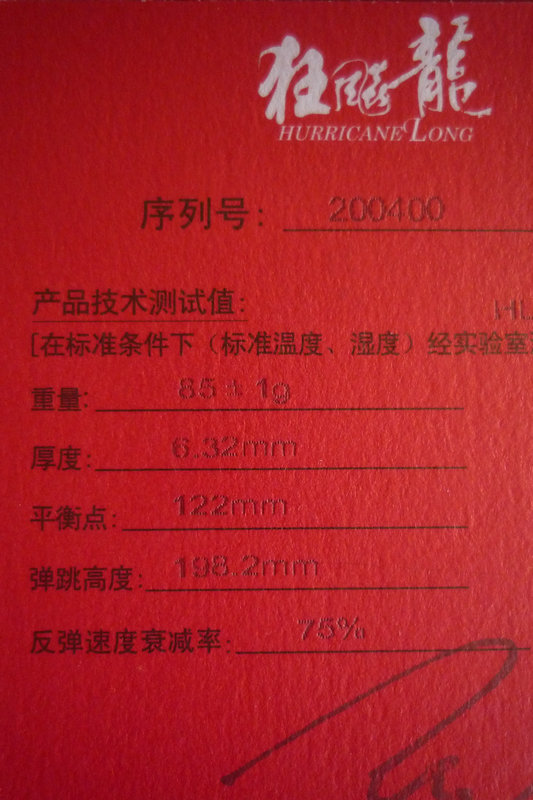 狂飚龍
HURRICANE LONG
序列号: 200400
产品技术测试值:
[在标准条件下（标准温度、湿度）经实验室
重量: 85 ± 1g
厚度: 6.32mm
平衡点: 122mm
弹跳高度: 198.2mm
反弹速度衰减率: 75%